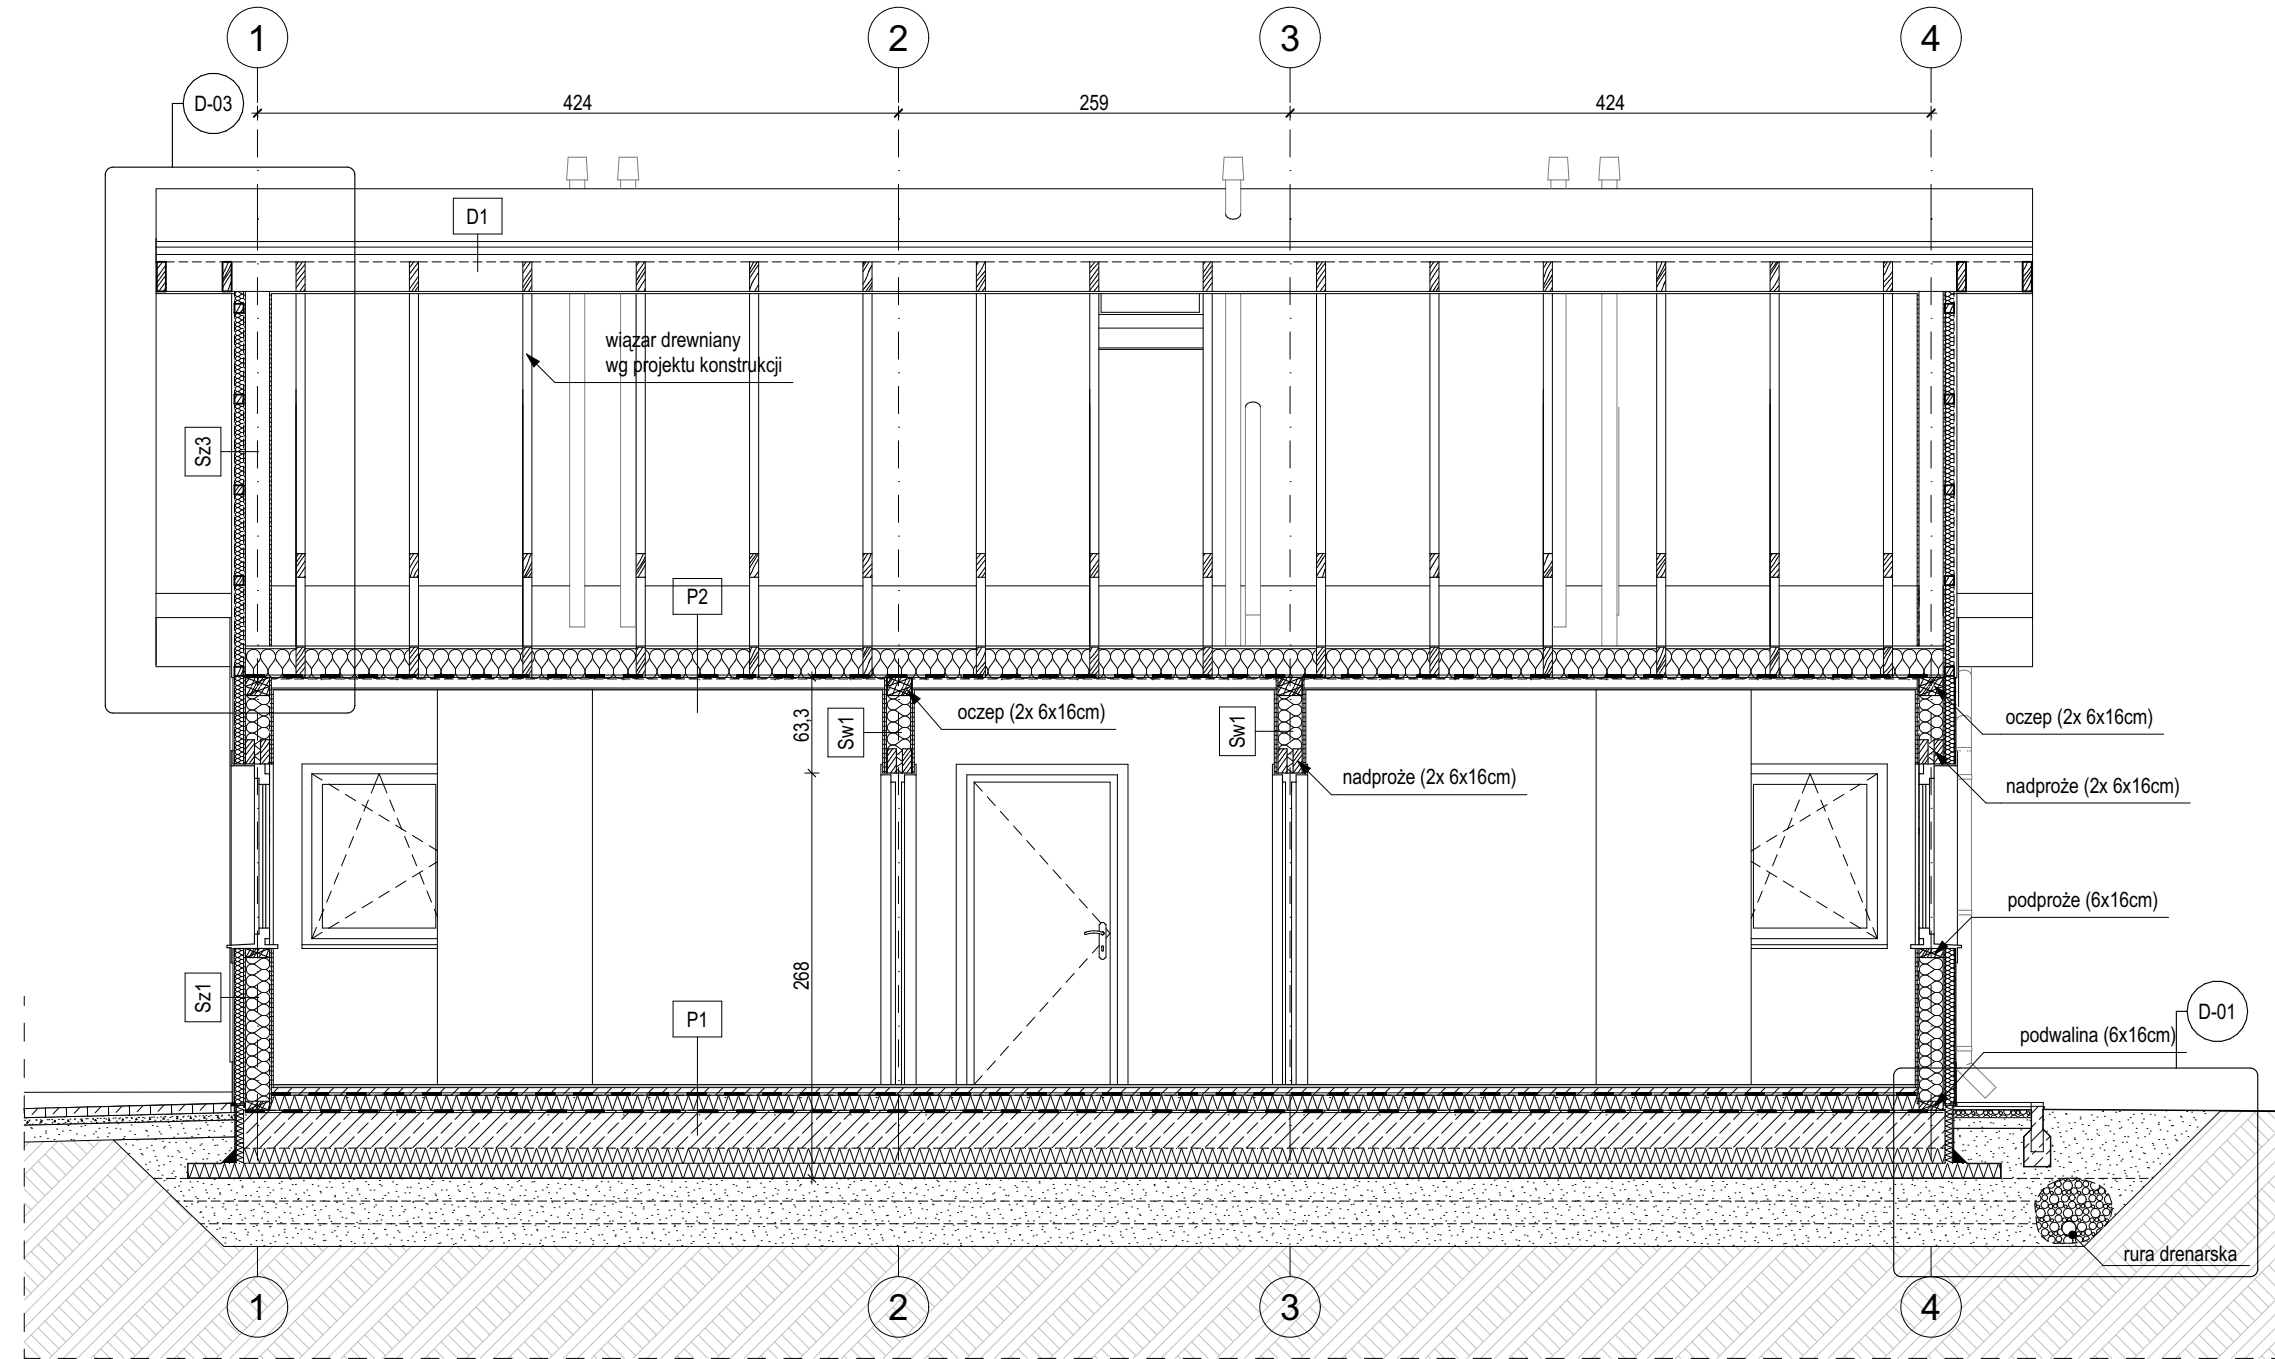 1
2
3
4
D-03
424
259
424
D1
wiązar drewniany
wg projektu konstrukcji
Sz3
P2
63,3
Sw1
oczep (2x 6x16cm)
Sw1
nadproże (2x 6x16cm)
oczep (2x 6x16cm)
nadproże (2x 6x16cm)
podproże (6x16cm)
268
Sz1
P1
D-01
podwalina (6x16cm)
rura drenarska
1
2
3
4